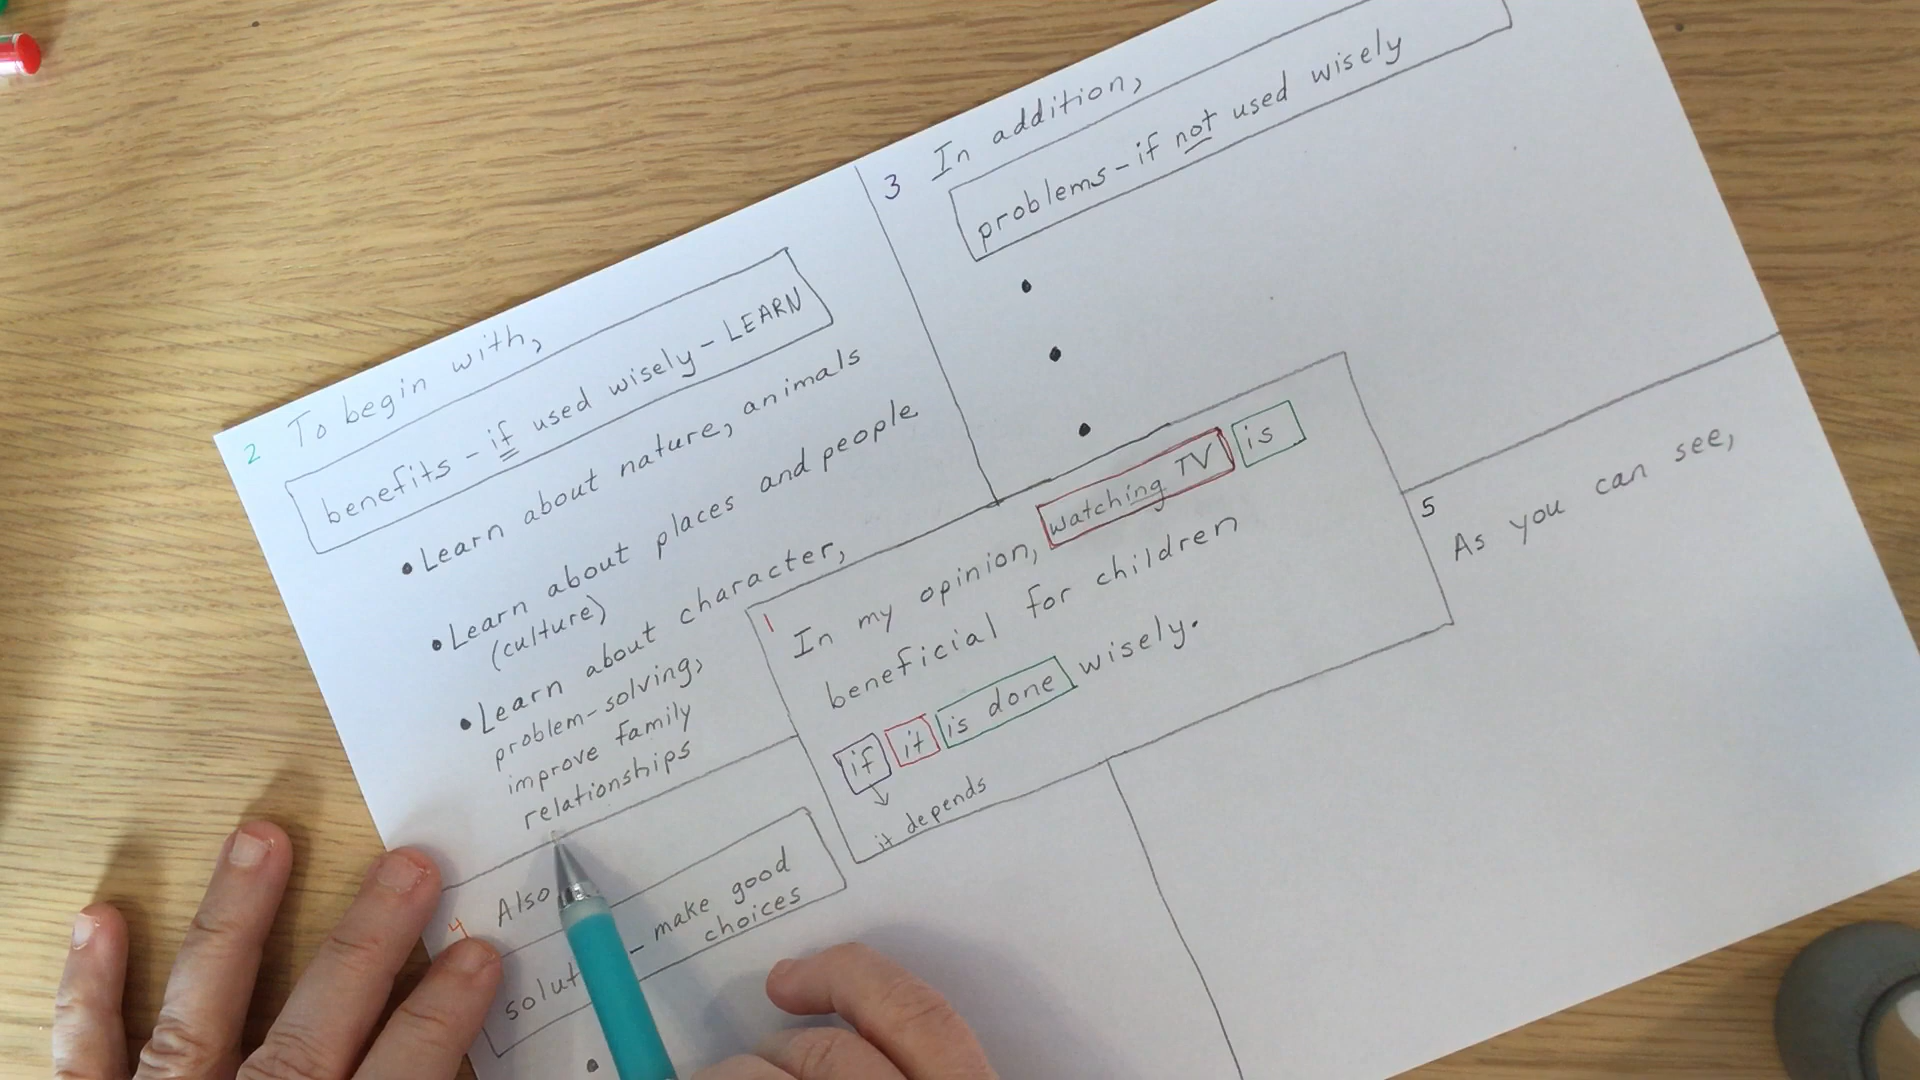 2 To begin with,
benefits - if used wisely - LEARN
• Learn about nature, animals
• Learn about places and people
(culture)
• Learn about character,
problem-solving,
improve family
relationships
3 In addition,
problems - if not used wisely
•
•
•
1 In my opinion, watching TV is
beneficial for children
if it is done wisely.
it depends
4 Also
- make good
choices
•
5
As you can see,